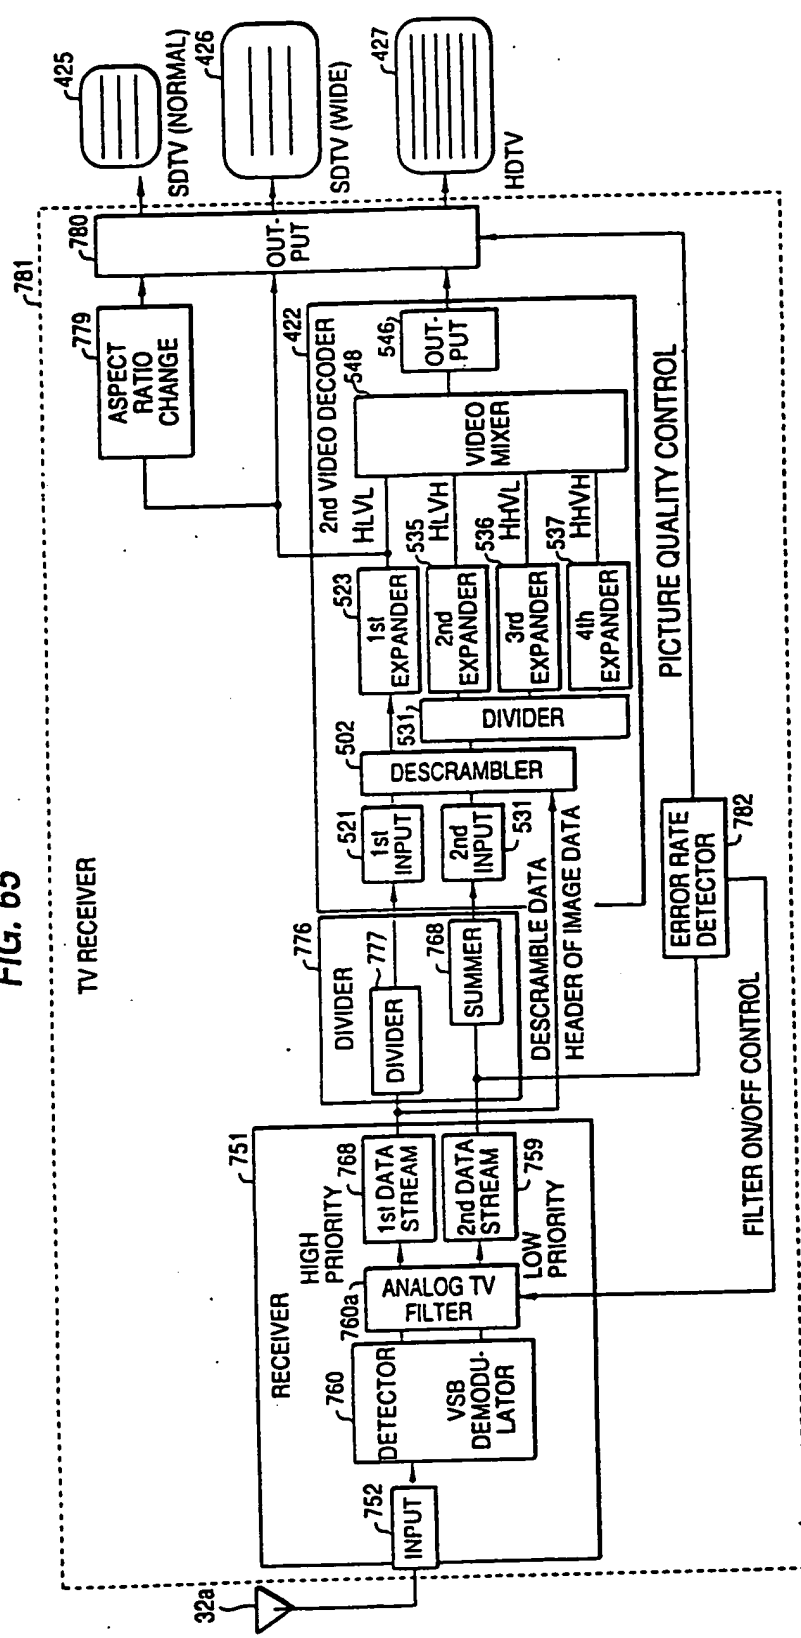 FIG. 65
TV RECEIVER
781
32a
RECEIVER
751
752
INPUT
760
DETECTOR
VSB
DEMODU-
LATOR
760a
ANALOG TV
FILTER
HIGH
PRIORITY
768
1st DATA
STREAM
2nd DATA
STREAM
759
LOW
PRIORITY
776
DIVIDER
777
DIVIDER
768
SUMMER
DESCRAMBLE DATA
HEADER OF IMAGE DATA
422
2nd VIDEO DECODER
521
1st
INPUT
2nd
INPUT
531
502
DESCRAMBLER
531
DIVIDER
523
1st
EXPANDER
535
2nd
EXPANDER
536
3rd
EXPANDER
537
4th
EXPANDER
HLVL
HLVH
HHVL
HHVH
548
VIDEO
MIXER
546
OUT-
PUT
779
ASPECT
RATIO
CHANGE
780
OUT-
PUT
425
SDTV (NORMAL)
426
SDTV (WIDE)
427
HDTV
ERROR RATE
DETECTOR
782
PICTURE QUALITY CONTROL
FILTER ON/OFF CONTROL